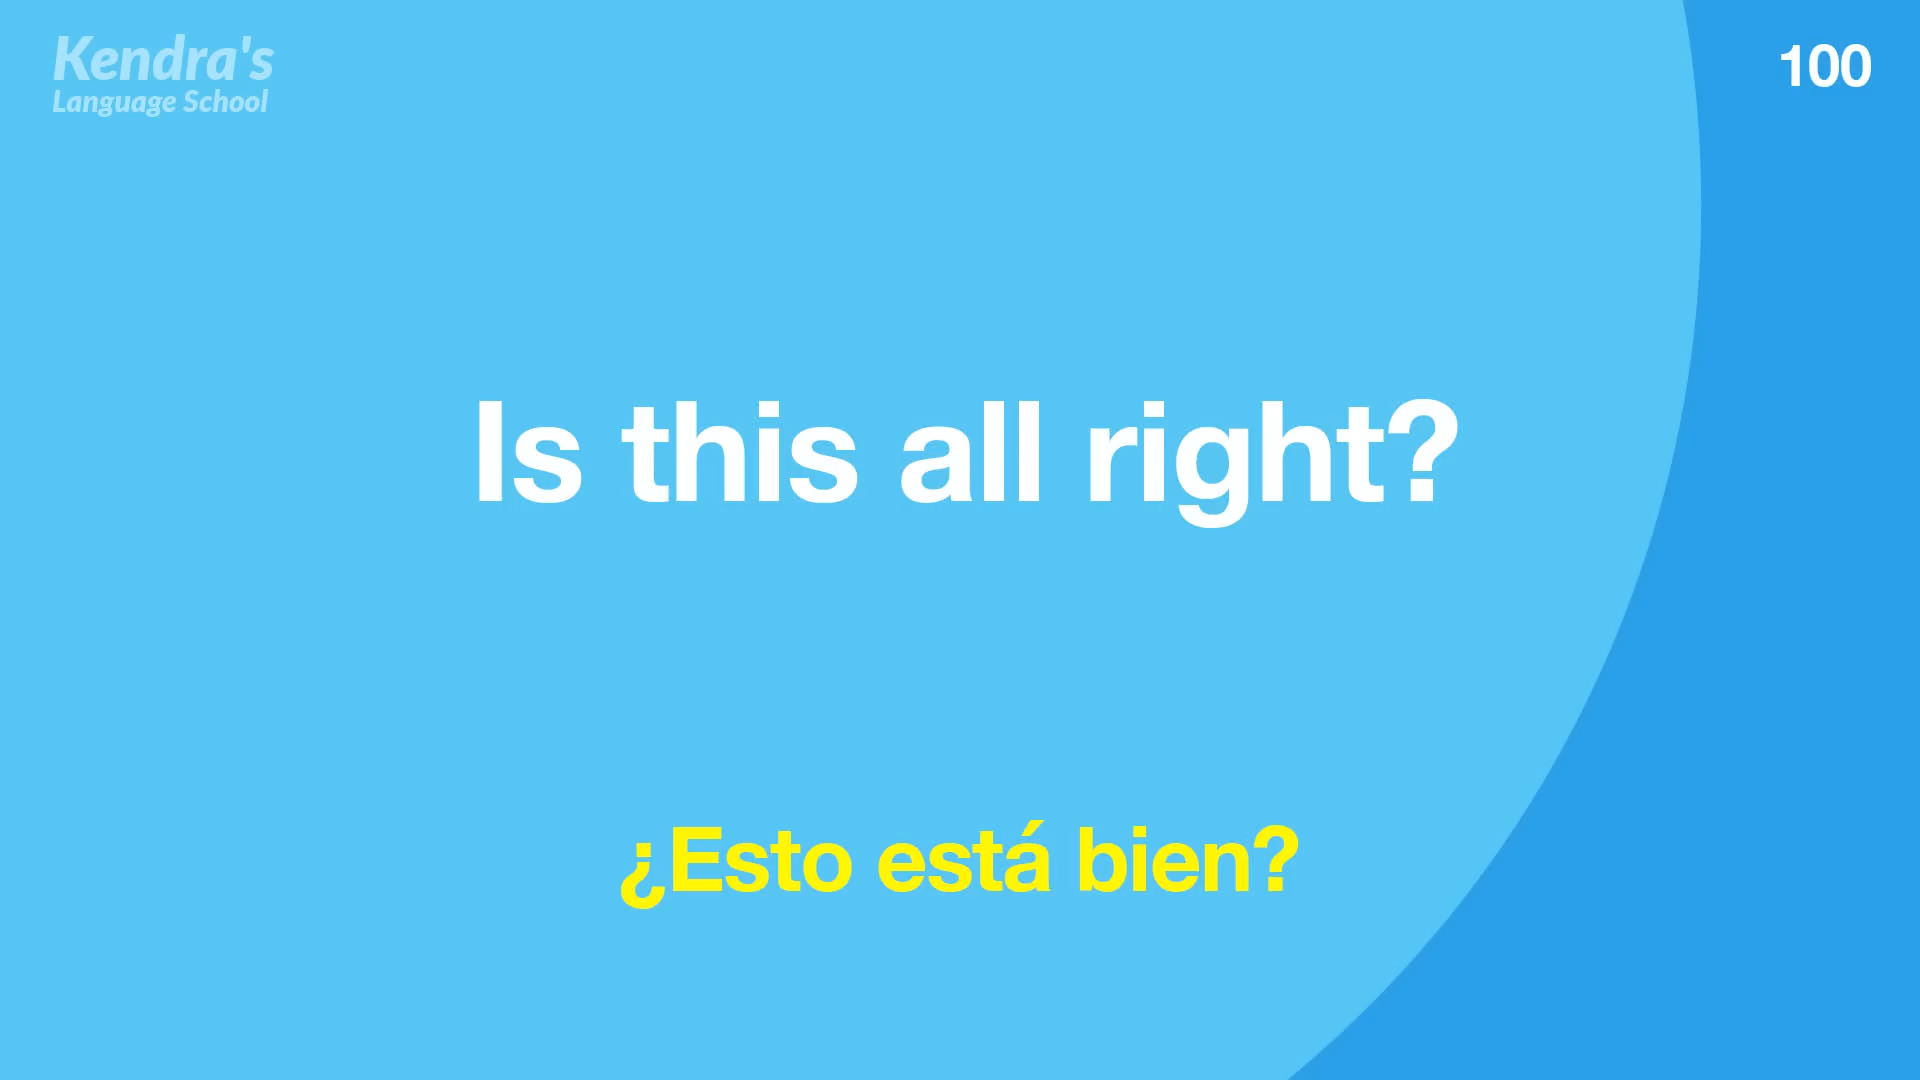 Kendra's
Language School
100
Is this all right?
¿Esto está bien?